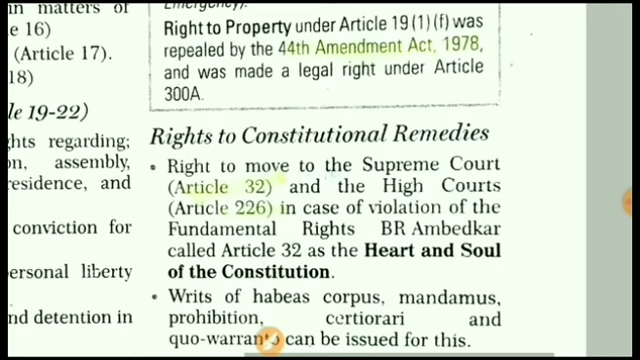 in matters of
le 16)
(Article 17).
18)
le 19-22)
ghts regarding;
on, assembly,
residence, and
conviction for
personal liberty
nd detention in
Emergency).
Right to Property under Article 19 (1) (f) was
repealed by the 44th Amendment Act, 1978,
and was made a legal right under Article
300A.
Rights to Constitutional Remedies
• Right to move to the Supreme Court
(Article 32) and the High Courts
(Article 226) in case of violation of the
Fundamental Rights BR Ambedkar
called Article 32 as the Heart and Soul
of the Constitution.
• Writs of habeas corpus, mandamus,
prohibition, certiorari and
quo-warranto can be issued for this.